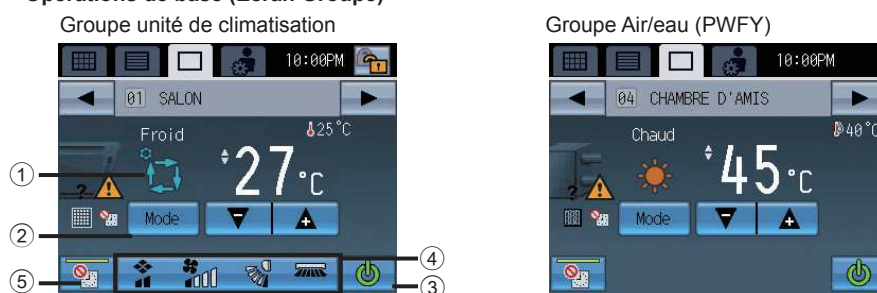 Opérations de base (Écran Groupe)
Groupe unité de climatisation
Groupe Air/eau (PWFY)
10:00PM
01 SALON
Froid
25°C
27°C
Mode
1
2
3
4
5
10:00PM
04 CHAMBRE D'AMIS
Chaud
40°C
45°C
Mode